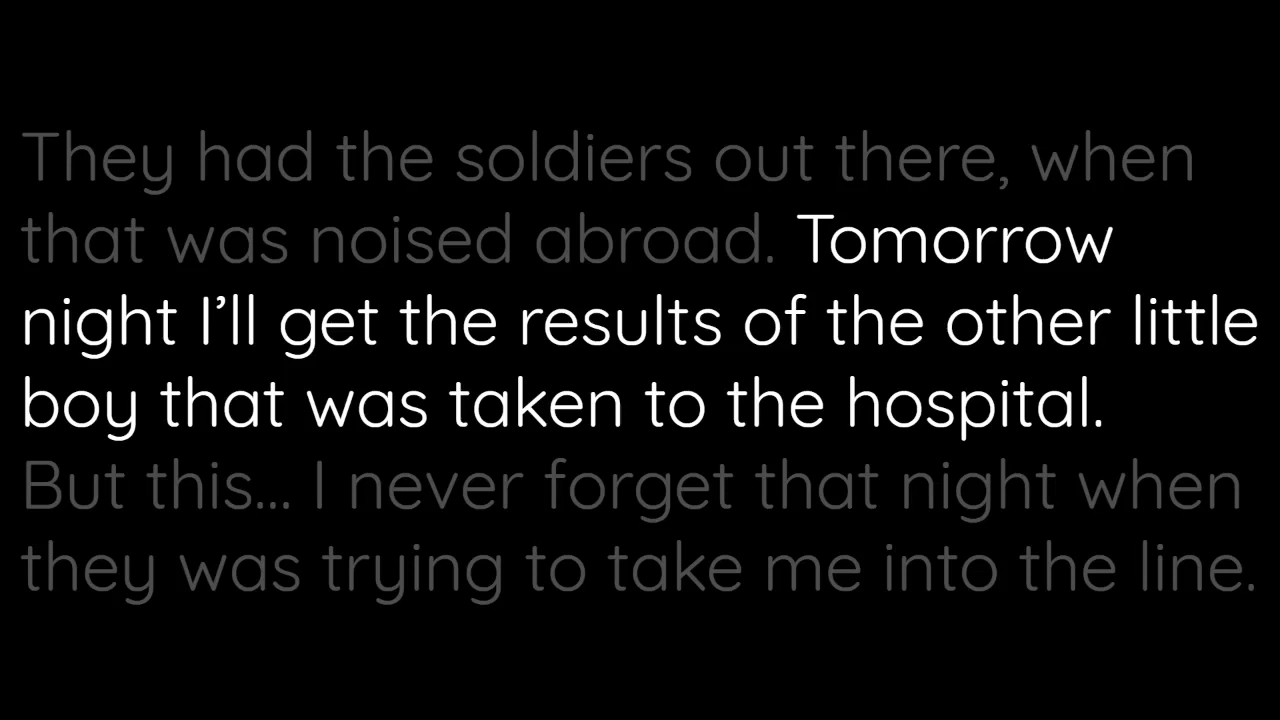 They had the soldiers out there, when
that was noised abroad. Tomorrow
night I’ll get the results of the other little
boy that was taken to the hospital.
But this... I never forget that night when
they was trying to take me into the line.